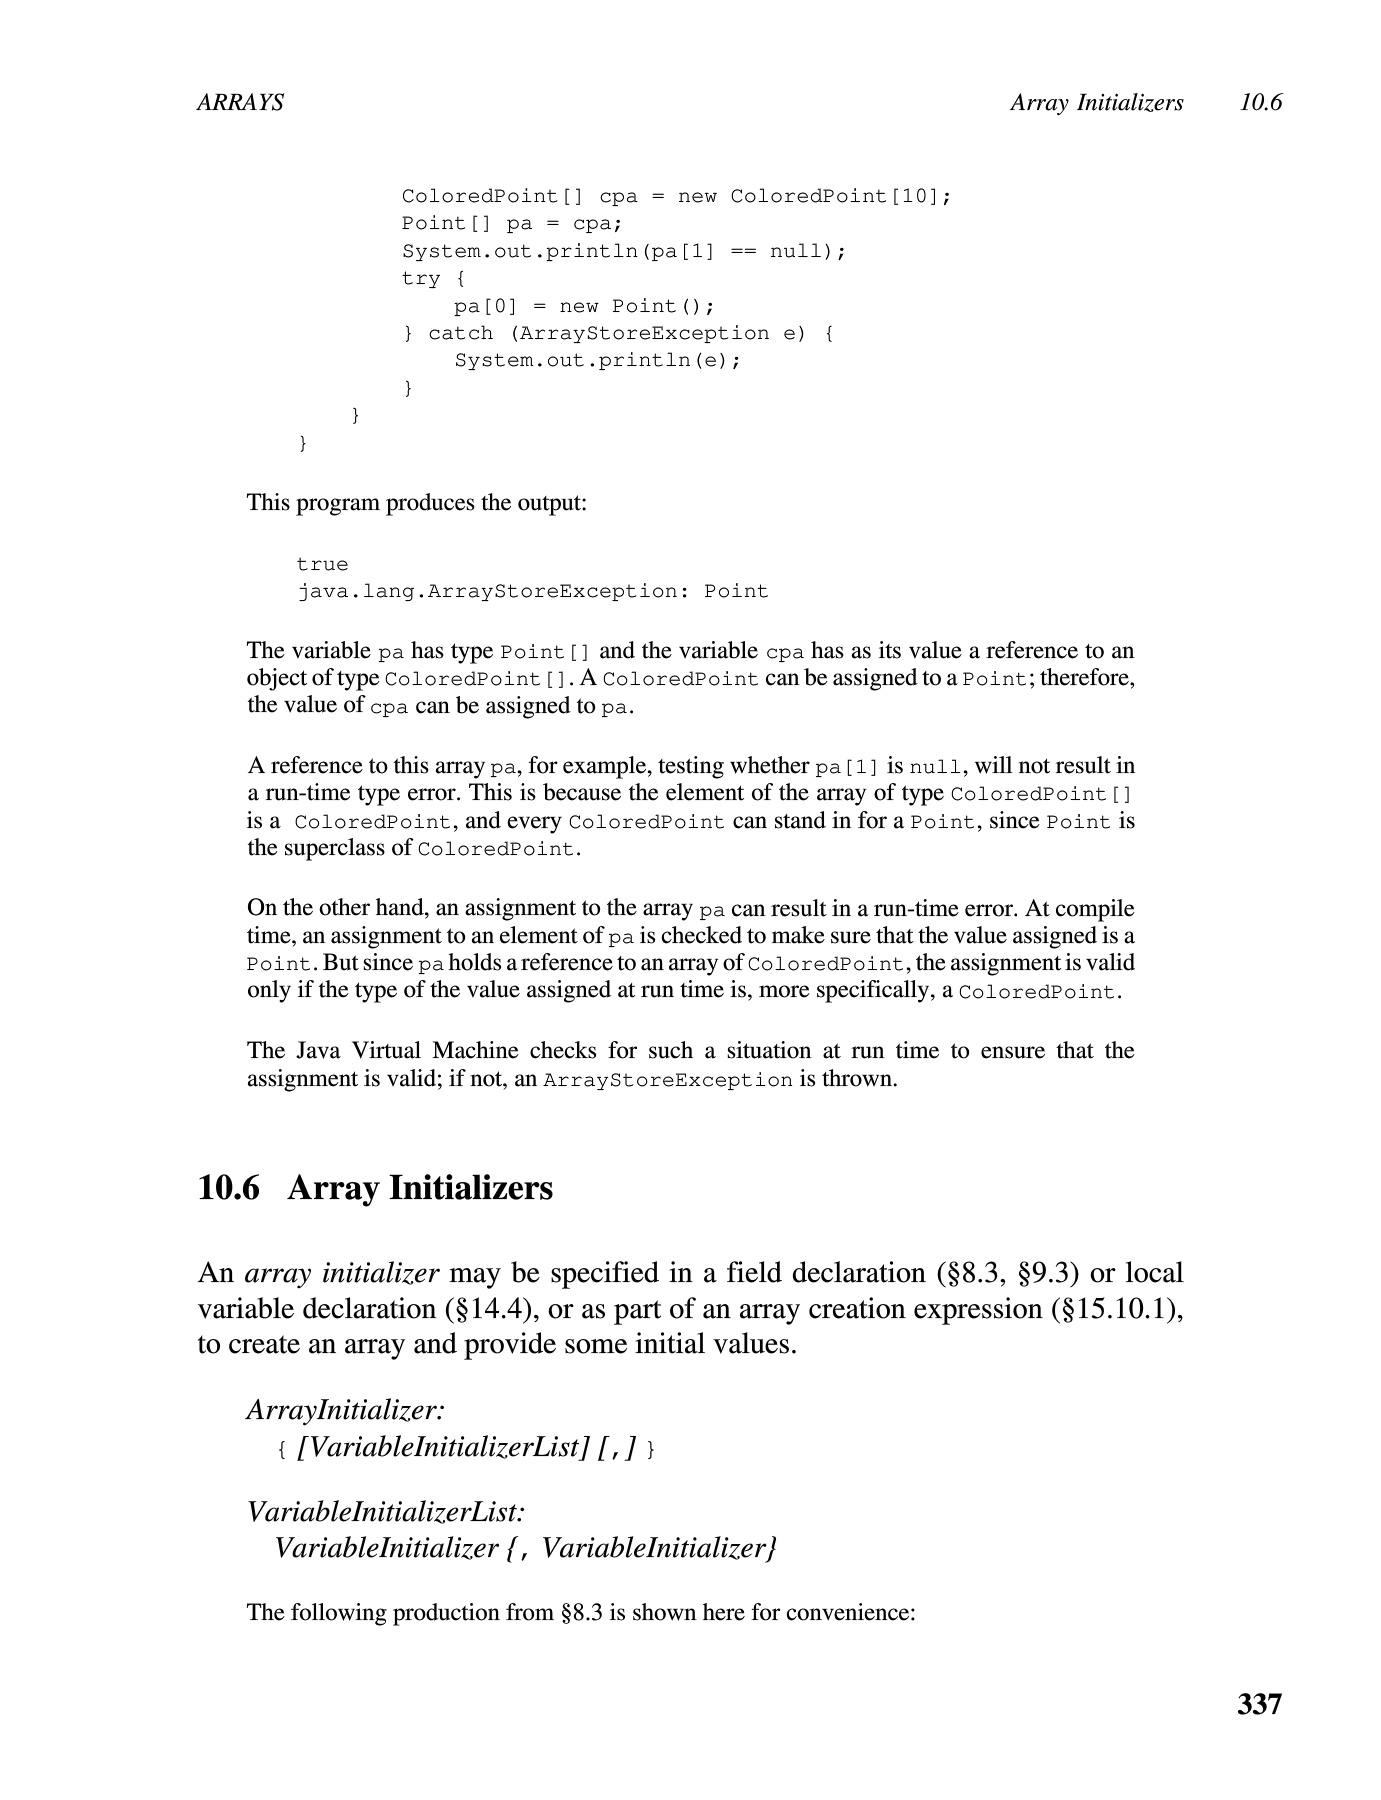 ARRAYS Array Initializers 10.6
ColoredPoint[] cpa = new ColoredPoint[10];
Point[] pa = cpa;
System.out.println(pa[1] == null);
try {
pa[0] = new Point();
} catch (ArrayStoreException e) {
System.out.println(e);
}
}
}
This program produces the output:
true
java.lang.ArrayStoreException: Point
The variable pa has type Point[] and the variable cpa has as its value a reference to an
object of type ColoredPoint[]. A ColoredPoint can be assigned to a Point; therefore,
the value of cpa can be assigned to pa.
A reference to this array pa, for example, testing whether pa[1] is null, will not result in
a run-time type error. This is because the element of the array of type ColoredPoint[]
is a ColoredPoint, and every ColoredPoint can stand in for a Point, since Point is
the superclass of ColoredPoint.
On the other hand, an assignment to the array pa can result in a run-time error. At compile
time, an assignment to an element of pa is checked to make sure that the value assigned is a
Point. But since pa holds a reference to an array of ColoredPoint, the assignment is valid
only if the type of the value assigned at run time is, more specifically, a ColoredPoint.
The Java Virtual Machine checks for such a situation at run time to ensure that the
assignment is valid; if not, an ArrayStoreException is thrown.
10.6 Array Initializers
An array initializer may be specified in a field declaration (§8.3, §9.3) or local
variable declaration (§14.4), or as part of an array creation expression (§15.10.1),
to create an array and provide some initial values.
ArrayInitializer:
{ [VariableInitializerList] [,] }
VariableInitializerList:
VariableInitializer {, VariableInitializer}
The following production from §8.3 is shown here for convenience:
337